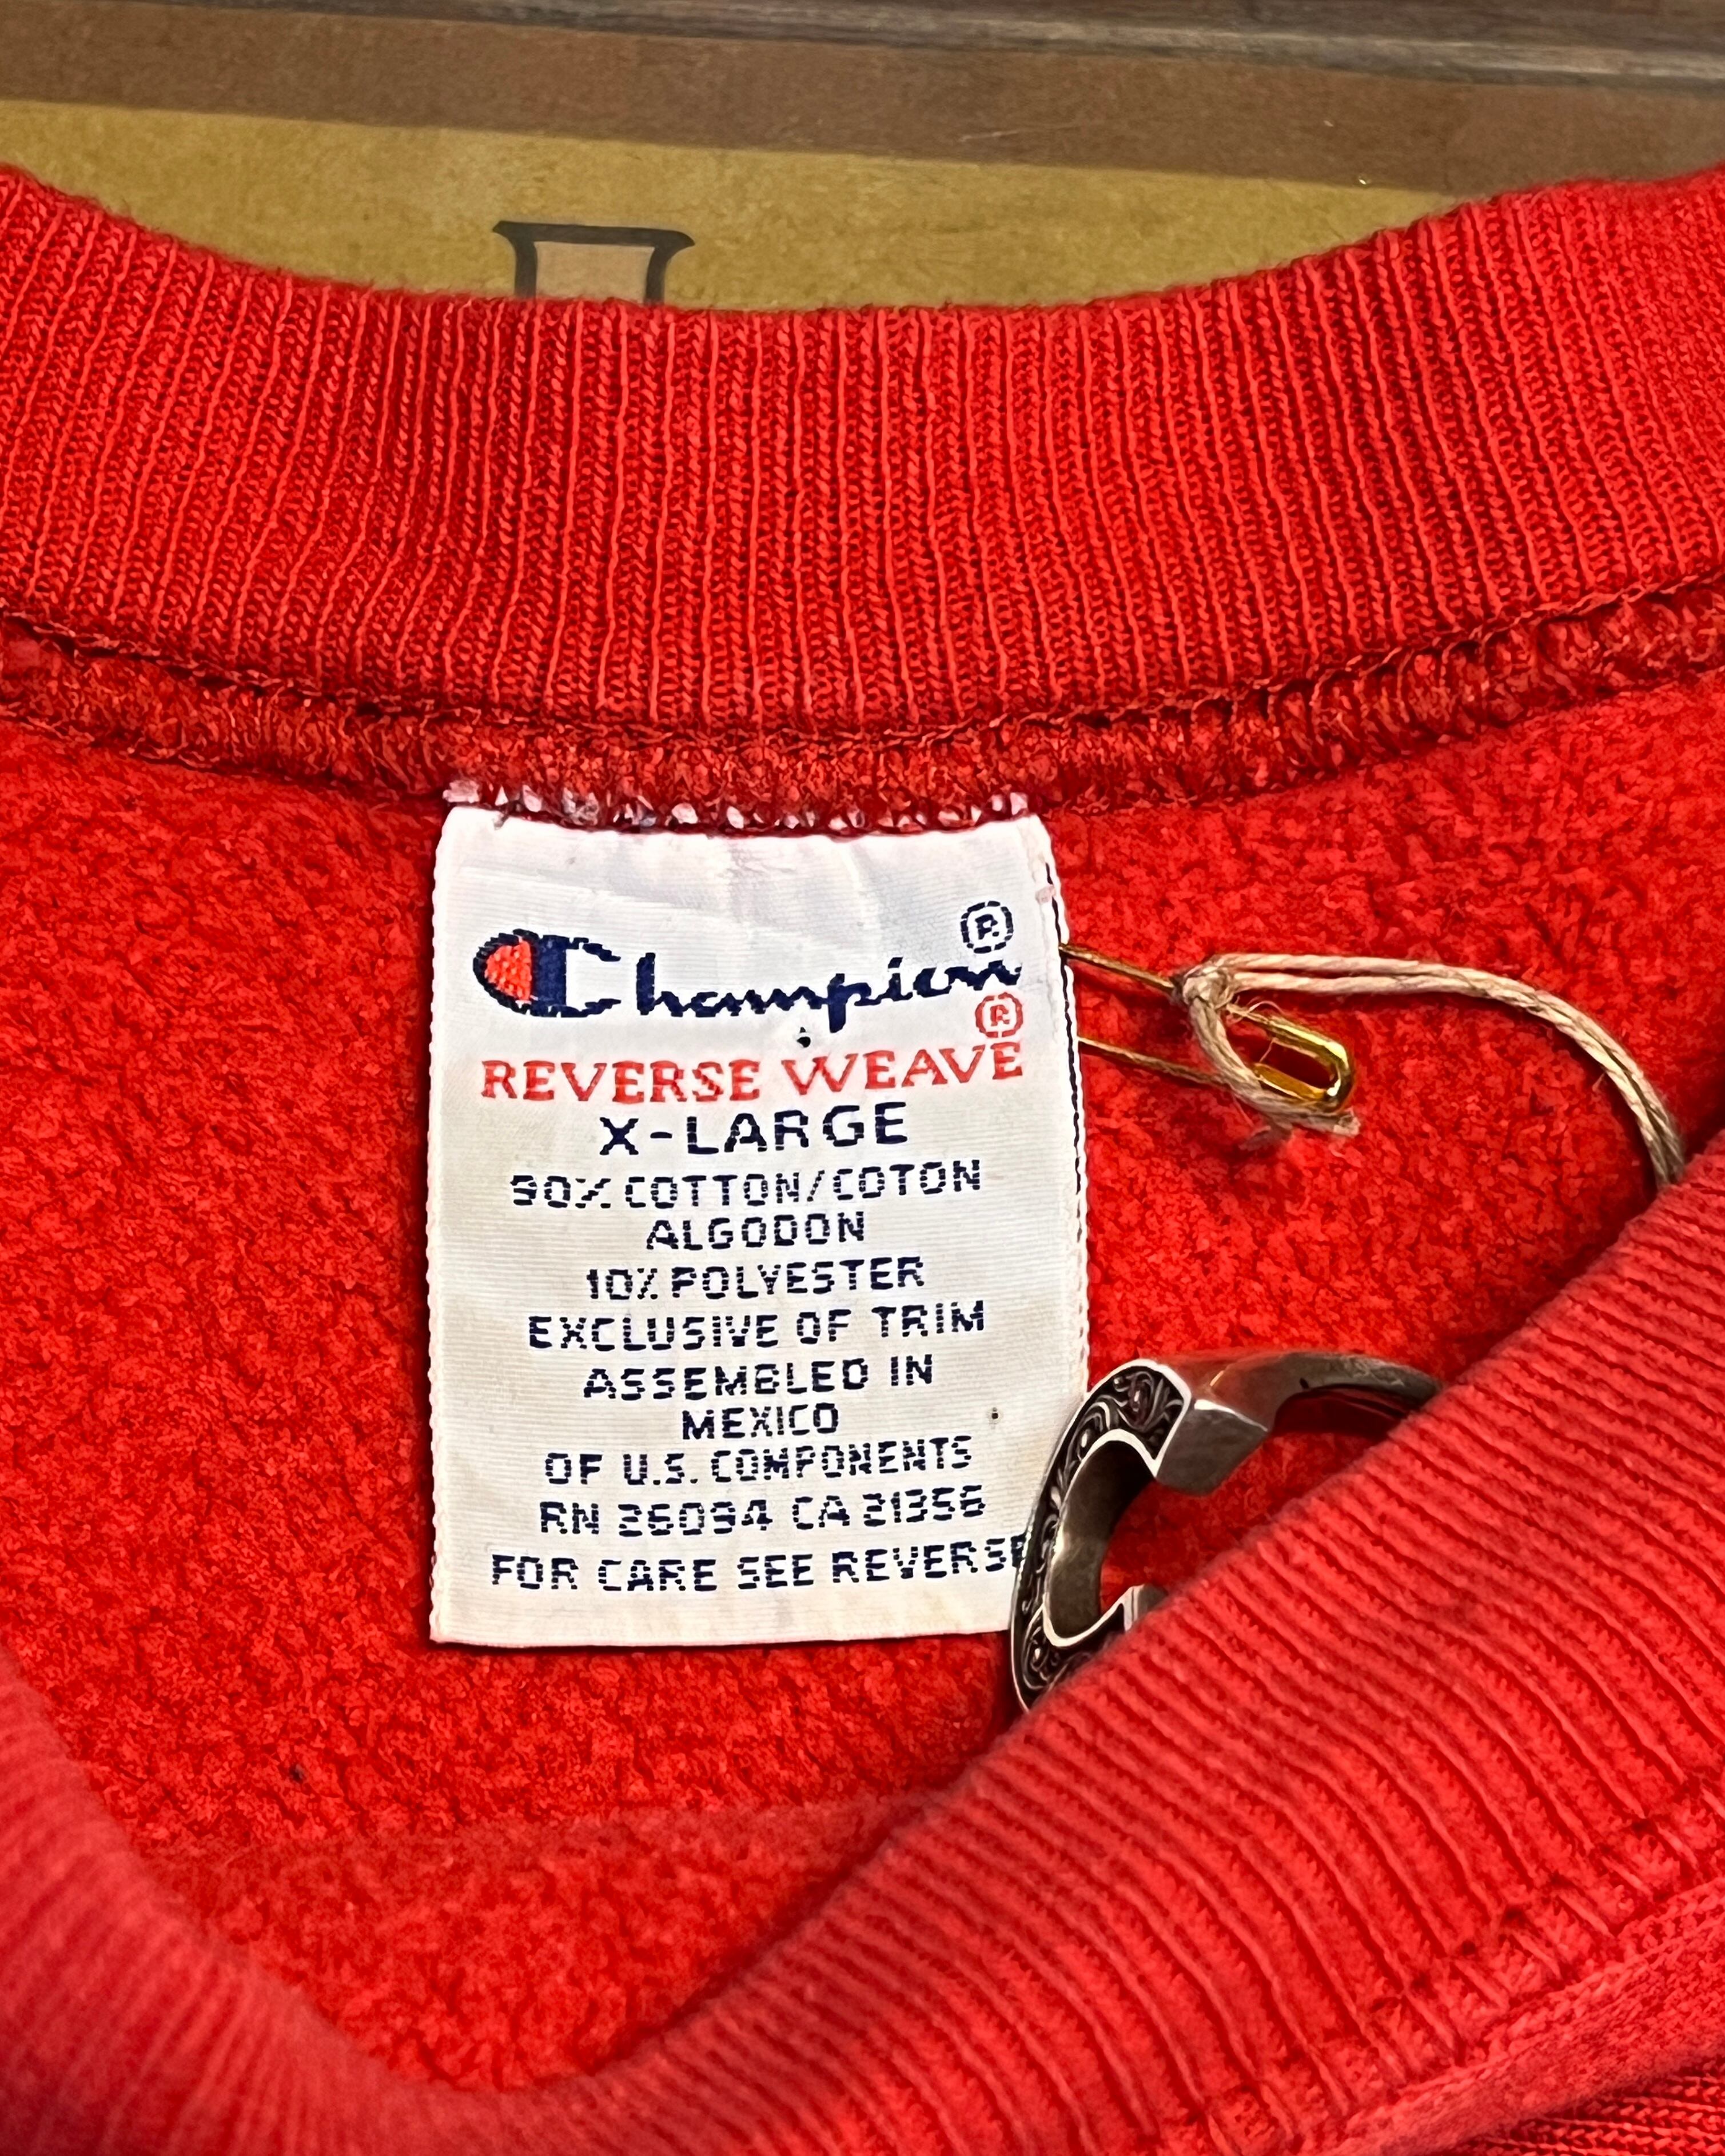 Champion®
REVERSE WEAVE®
X-LARGE
90% COTTON/COTON
ALGODON
10% POLYESTER
EXCLUSIVE OF TRIM
ASSEMBLED IN
MEXICO
OF U.S. COMPONENTS
RN 26094 CA 21356
FOR CARE SEE REVERSE